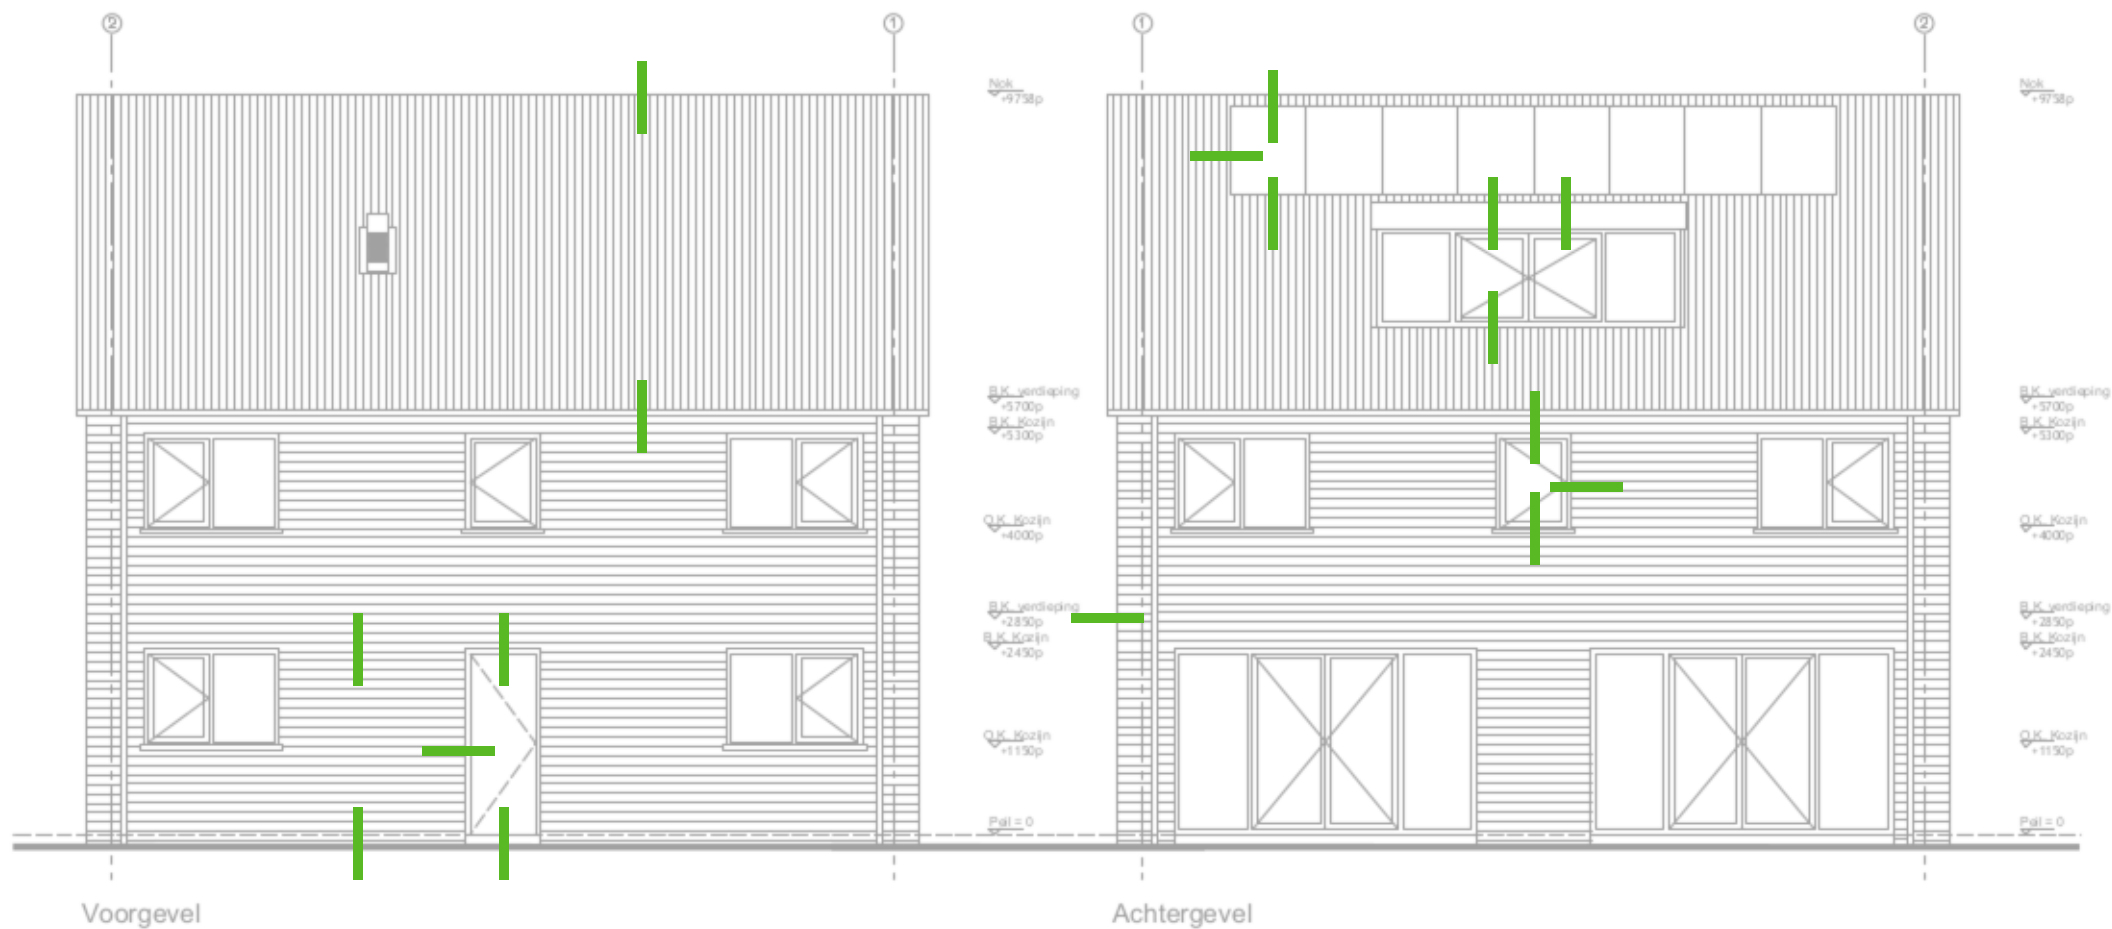 2
1
1
2
Nok
+9758p
B.K. verdieping
+5700p
B.K. Kozijn
+5300p
O.K. Kozijn
+4000p
B.K. verdieping
+2850p
B.K. Kozijn
+2450p
O.K. Kozijn
+1150p
Peil = 0
Nok
+9758p
B.K. verdieping
+5700p
B.K. Kozijn
+5300p
O.K. Kozijn
+4000p
B.K. verdieping
+2850p
B.K. Kozijn
+2450p
O.K. Kozijn
+1150p
Peil = 0
Voorgevel
Achtergevel